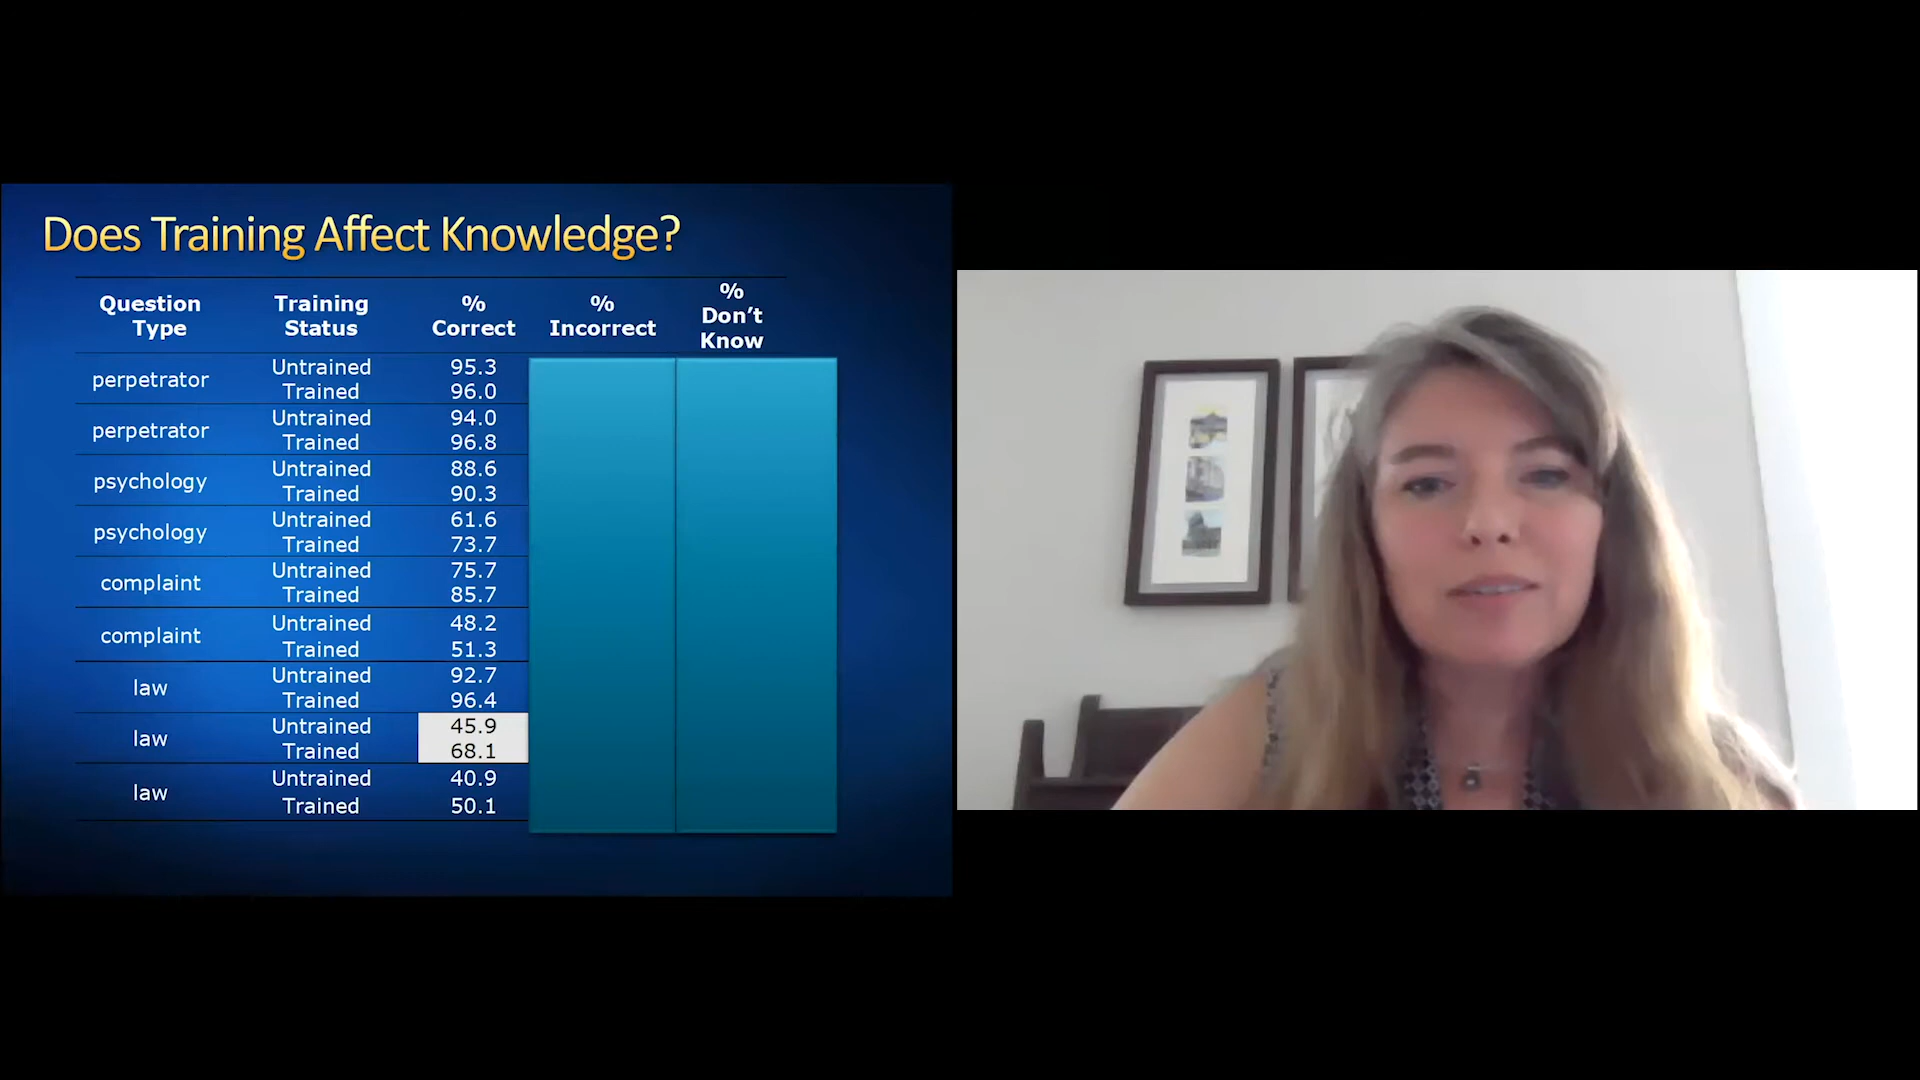 Does Training Affect Knowledge?
Question Type Training Status % Correct % Incorrect % Don’t Know
perpetrator Untrained 95.3
Trained 96.0
perpetrator Untrained 94.0
Trained 96.8
psychology Untrained 88.6
Trained 90.3
psychology Untrained 61.6
Trained 73.7
complaint Untrained 75.7
Trained 85.7
complaint Untrained 48.2
Trained 51.3
law Untrained 92.7
Trained 96.4
law Untrained 45.9
Trained 68.1
law Untrained 40.9
Trained 50.1